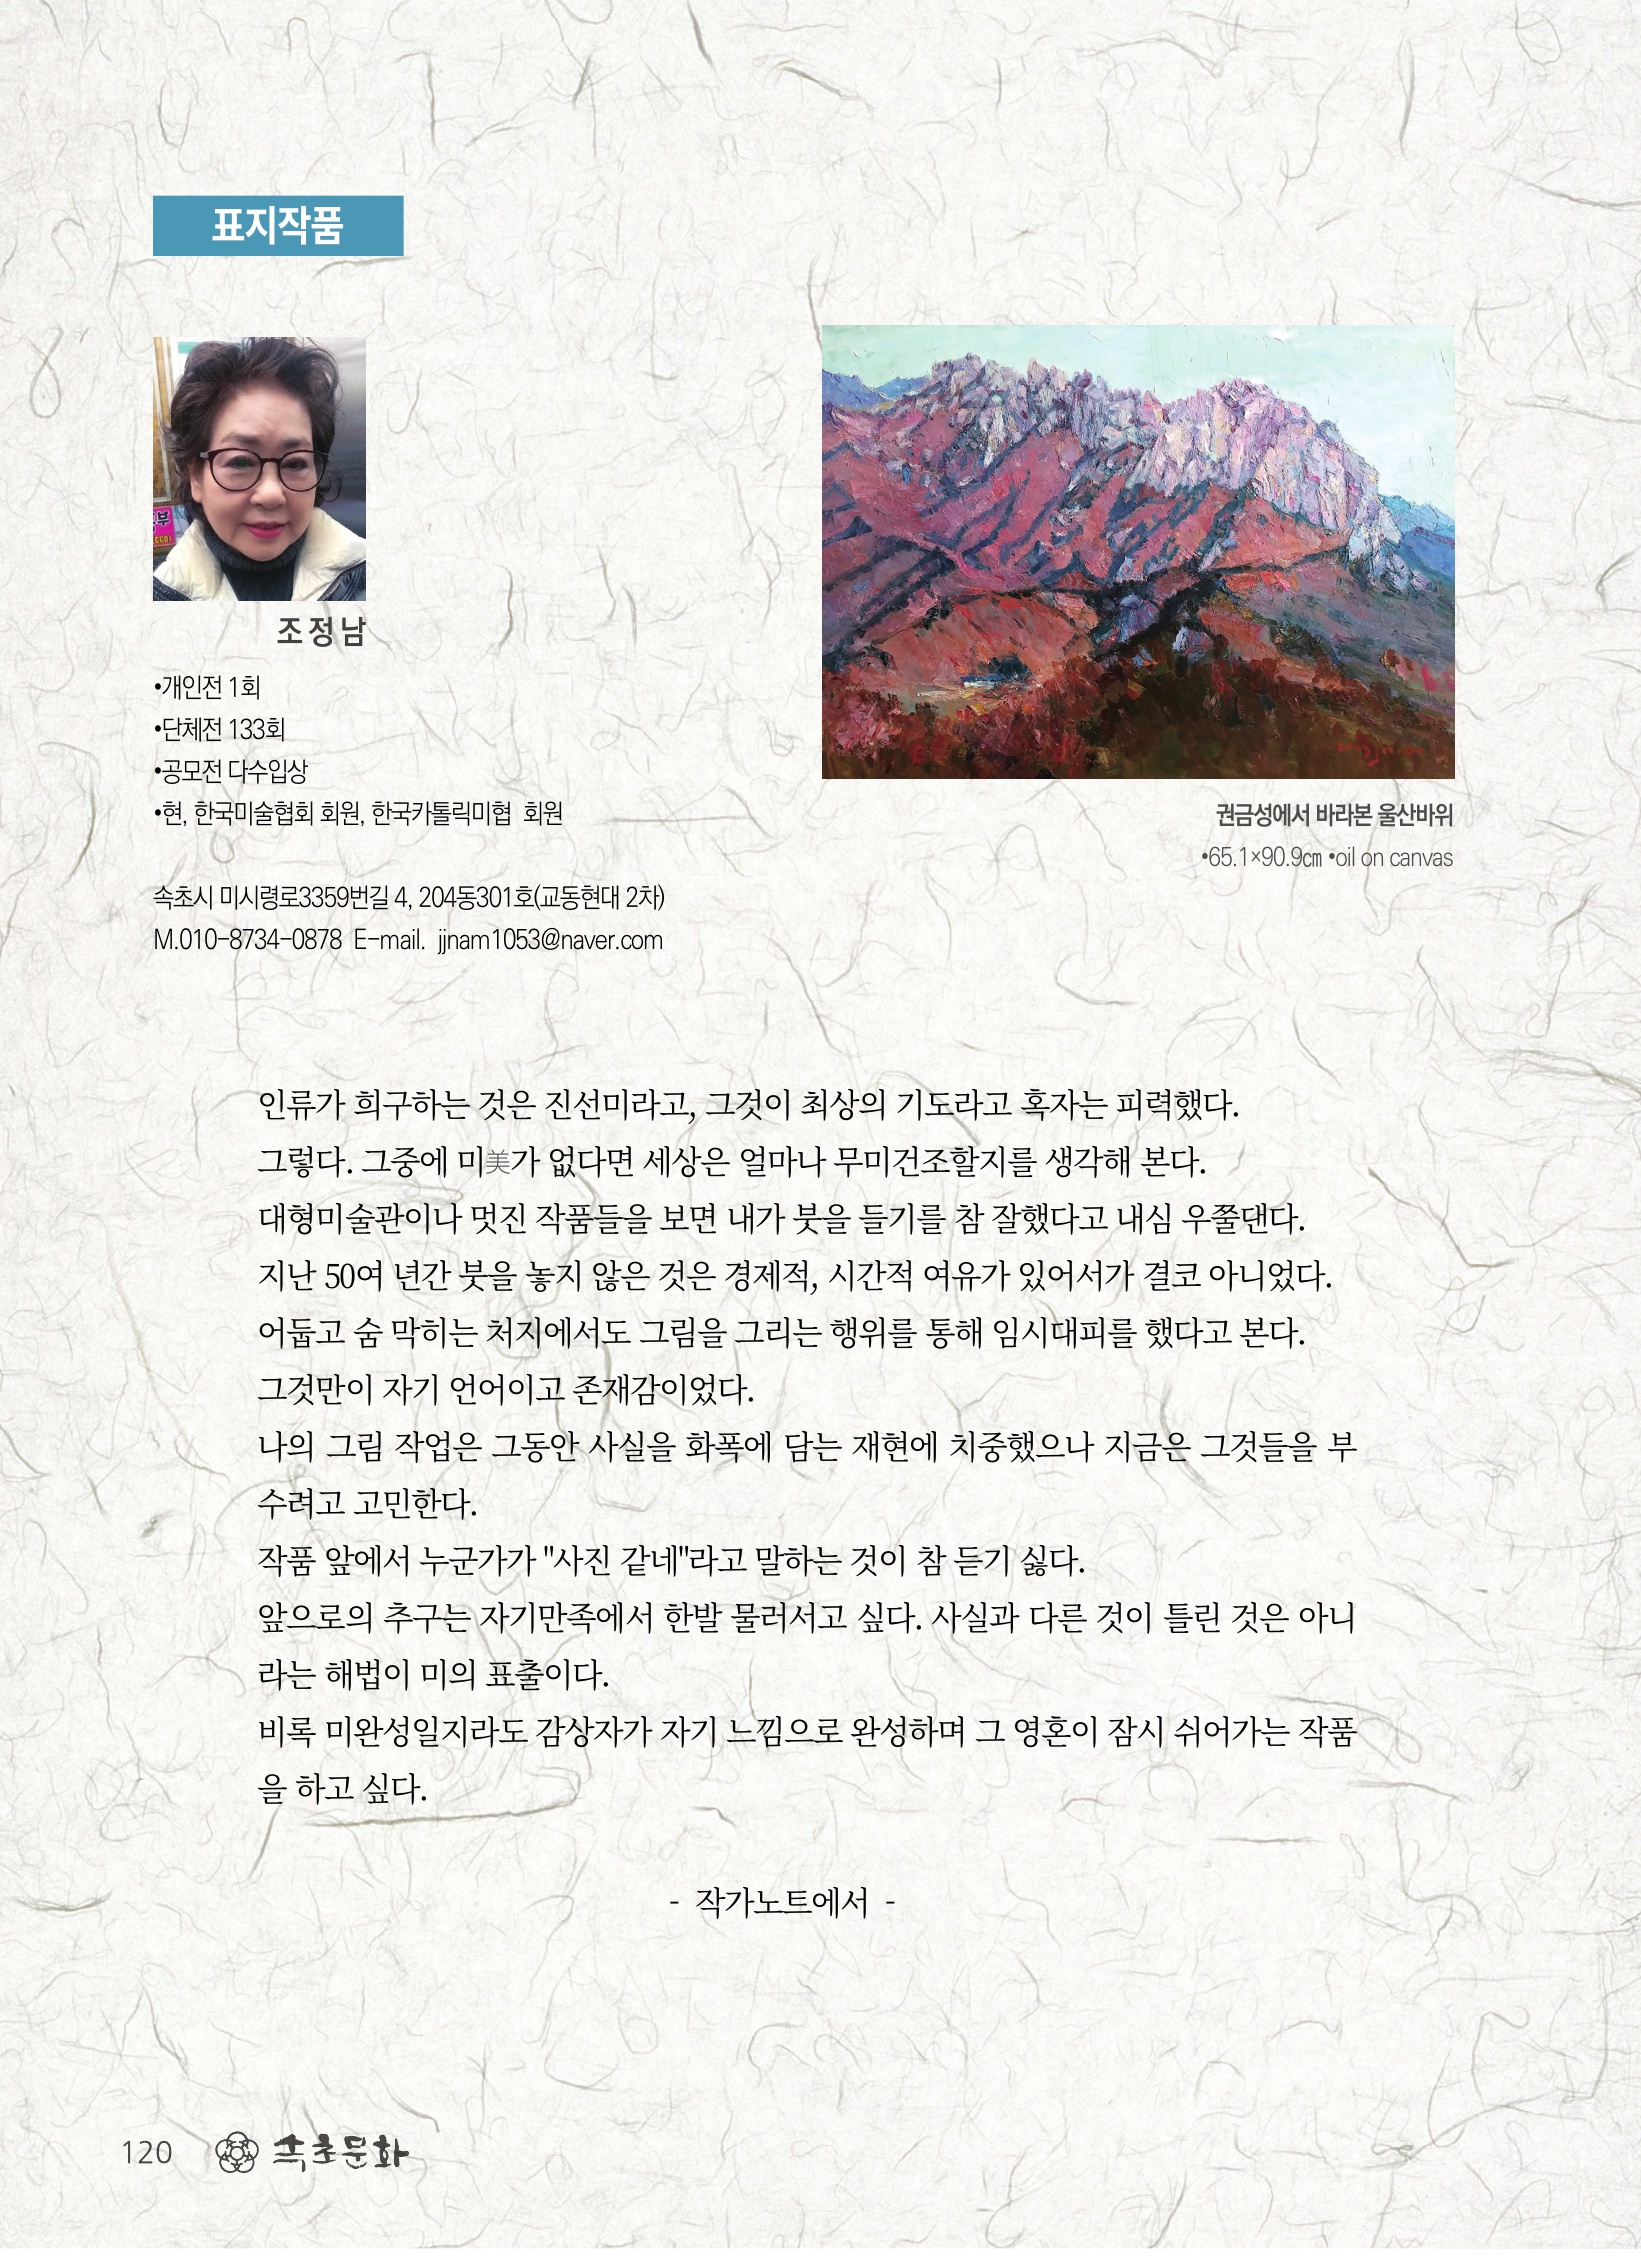 표지작품
조정남
•개인전 1회
•단체전 133회
•공모전 다수입상
•현, 한국미술협회 회원, 한국카톨릭미협 회원
속초시 미시령로3359번길 4, 204동301호(교동현대 2차)
M.010-8734-0878 E-mail. jjnam1053@naver.com
권금성에서 바라본 울산바위
•65.1×90.9㎝ •oil on canvas
인류가 희구하는 것은 진선미라고, 그것이 최상의 기도라고 혹자는 피력했다.
그렇다. 그중에 미美가 없다면 세상은 얼마나 무미건조할지를 생각해 본다.
대형미술관이나 멋진 작품들을 보면 내가 붓을 들기를 참 잘했다고 내심 우쭐댄다.
지난 50여 년간 붓을 놓지 않은 것은 경제적, 시간적 여유가 있어서가 결코 아니었다.
어둡고 숨 막히는 처지에서도 그림을 그리는 행위를 통해 임시대피를 했다고 본다.
그것만이 자기 언어이고 존재감이었다.
나의 그림 작업은 그동안 사실을 화폭에 담는 재현에 치중했으나 지금은 그것들을 부
수려고 고민한다.
작품 앞에서 누군가가 "사진 같네"라고 말하는 것이 참 듣기 싫다.
앞으로의 추구는 자기만족에서 한발 물러서고 싶다. 사실과 다른 것이 틀린 것은 아니
라는 해법이 미의 표출이다.
비록 미완성일지라도 감상자가 자기 느낌으로 완성하며 그 영혼이 잠시 쉬어가는 작품
을 하고 싶다.
- 작가노트에서 -
120 속초문화